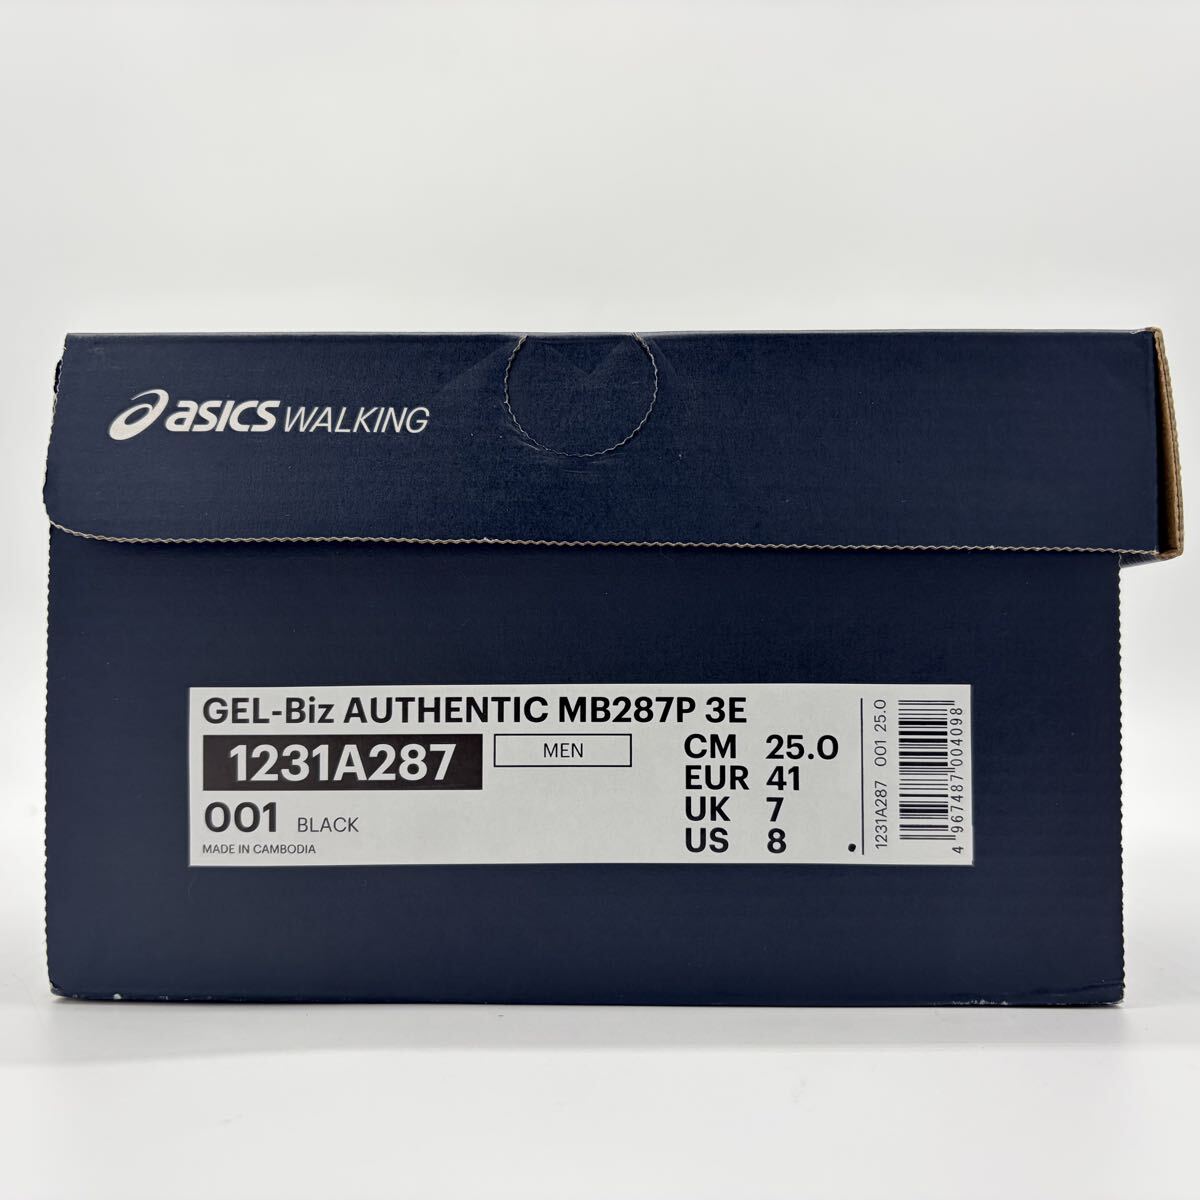 asics WALKING
GEL-Biz AUTHENTIC MB287P 3E
1231A287
MEN
001 BLACK
MADE IN CAMBODIA
CM 25.0
EUR 41
UK 7
US 8
1231A287 001 25.0
4 967487 004098